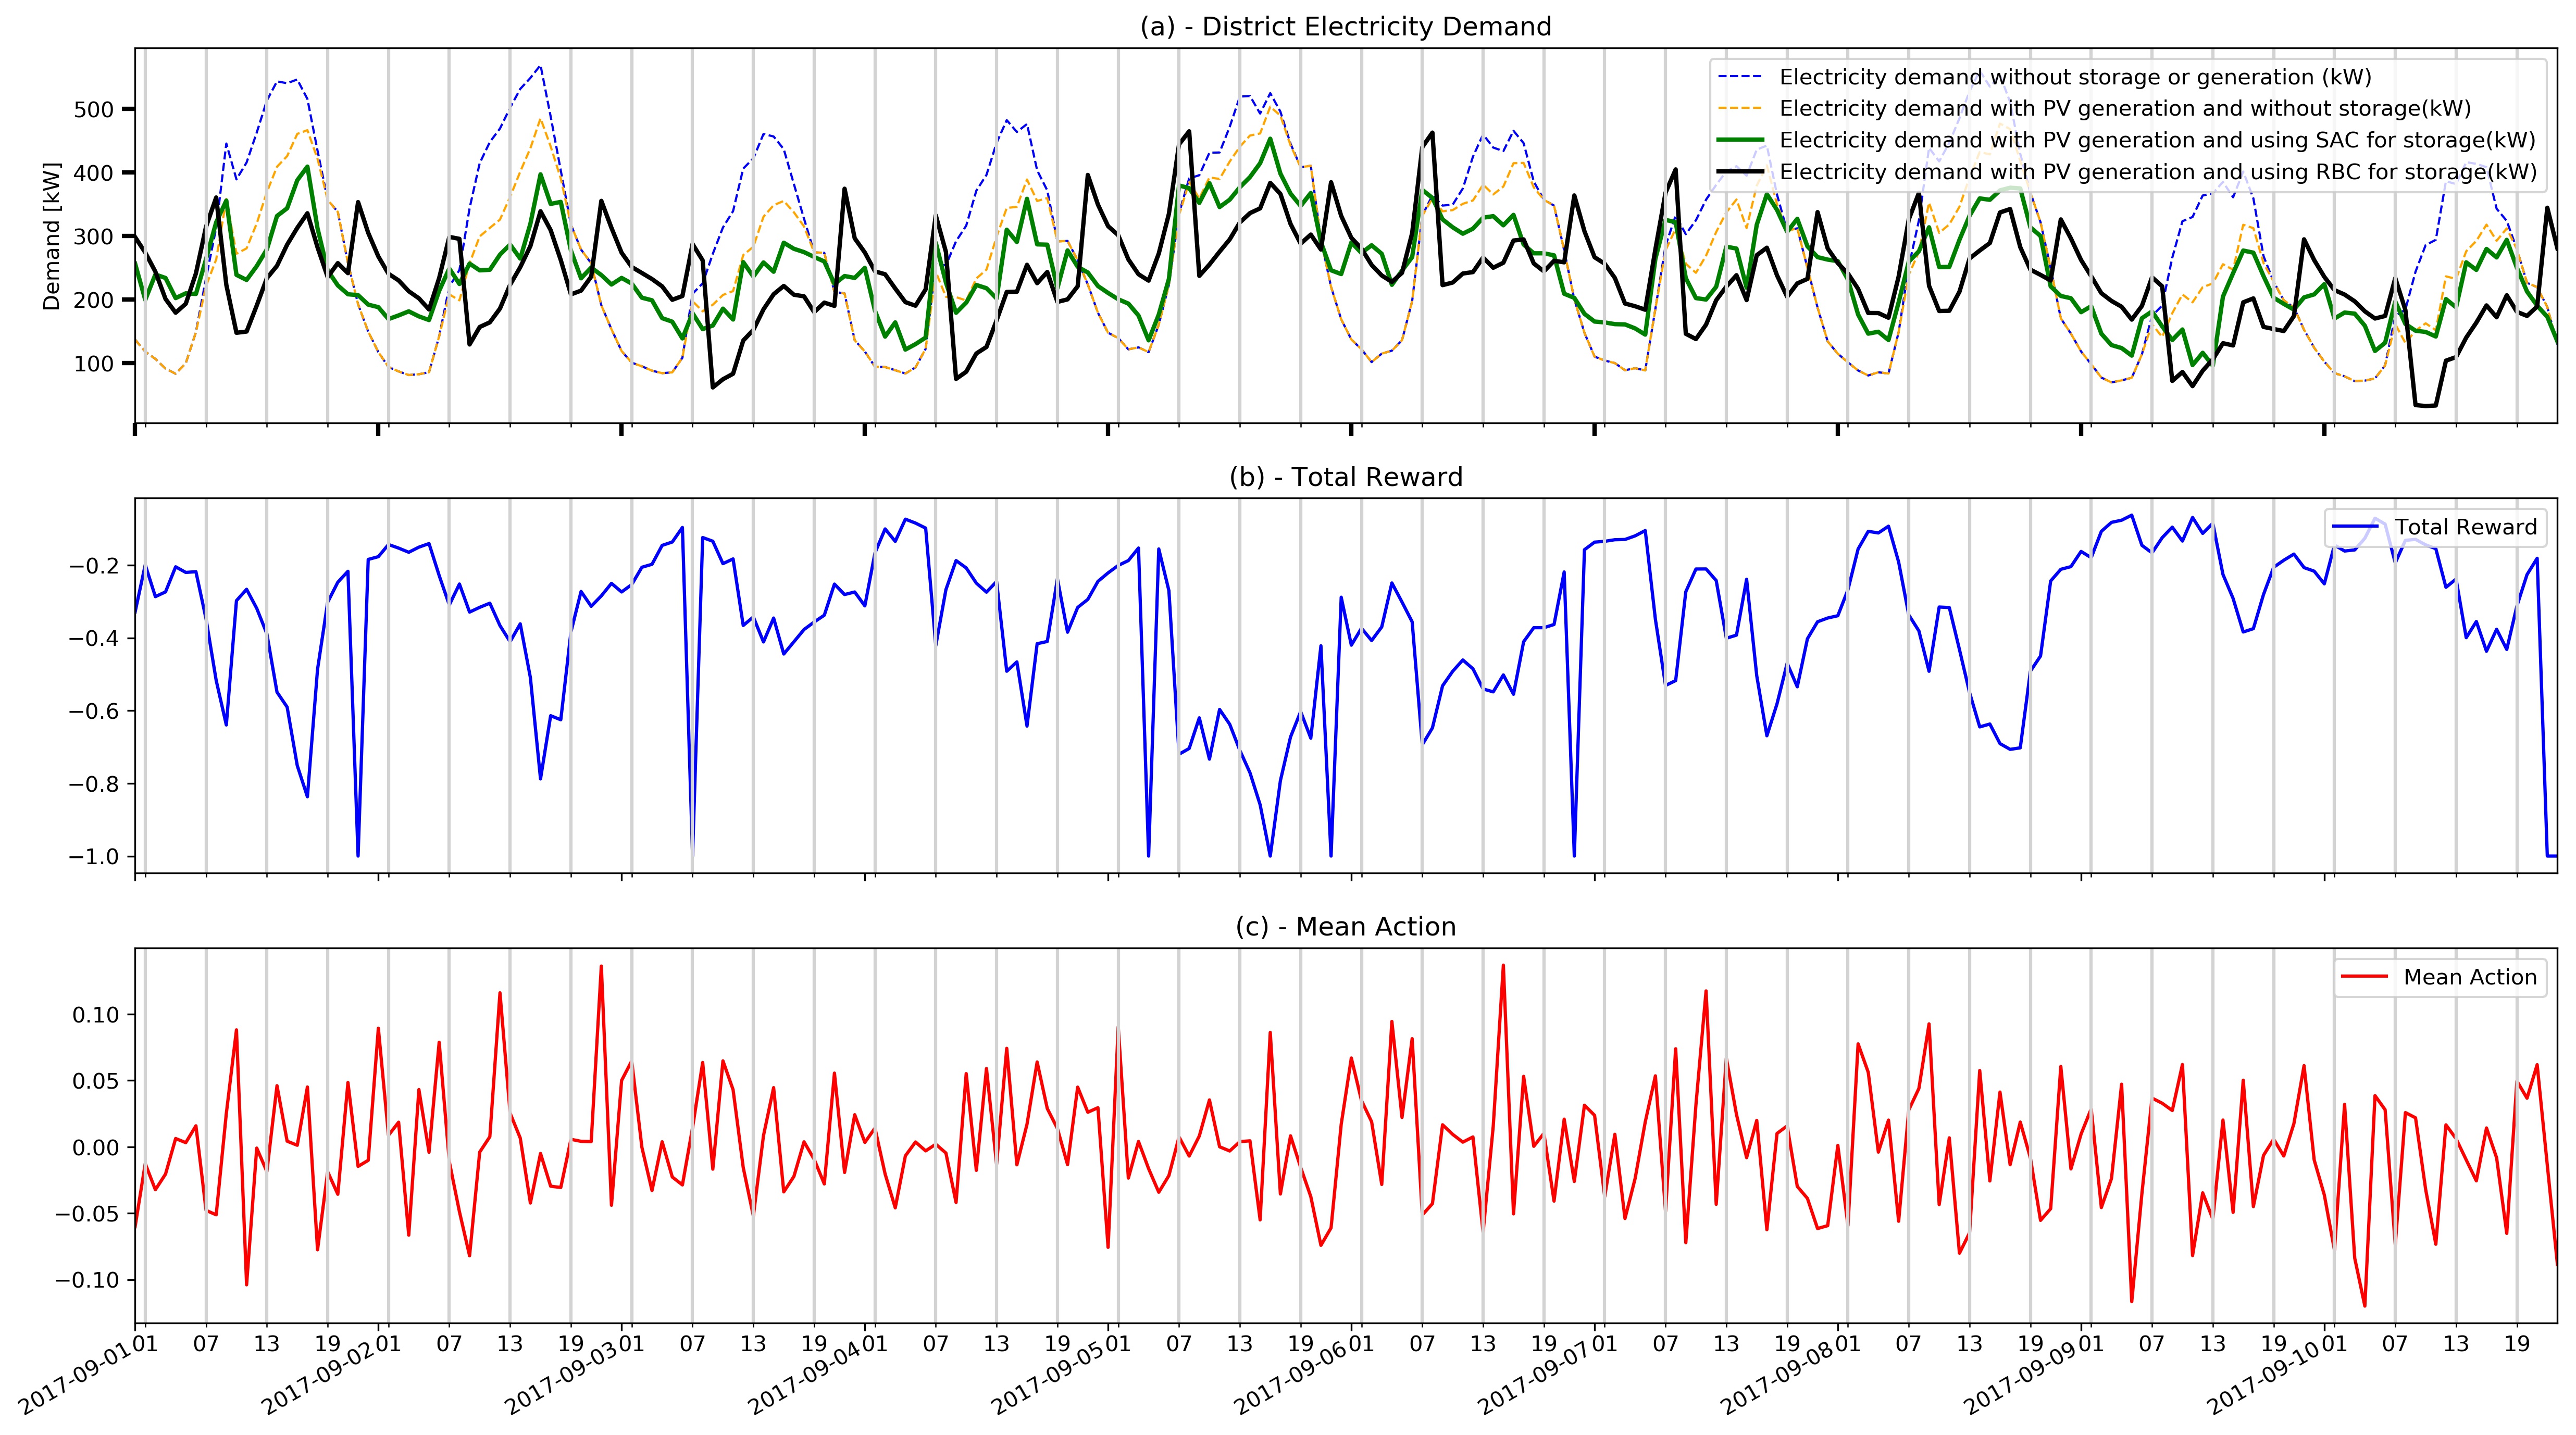 (a) - District Electricity Demand
Electricity demand without storage or generation (kW)
Electricity demand with PV generation and without storage(kW)
Electricity demand with PV generation and using SAC for storage(kW)
Electricity demand with PV generation and using RBC for storage(kW)
Demand [kW]
500
400
300
200
100
(b) - Total Reward
Total Reward
−0.2
−0.4
−0.6
−0.8
−1.0
(c) - Mean Action
Mean Action
0.10
0.05
0.00
−0.05
−0.10
01 07 13 19 01 07 13 19 01 07 13 19 01 07 13 19 01 07 13 19 01 07 13 19 01 07 13 19 01 07 13 19 01 07 13 19 01 07 13 19
2017-09-01 2017-09-02 2017-09-03 2017-09-04 2017-09-05 2017-09-06 2017-09-07 2017-09-08 2017-09-09 2017-09-10